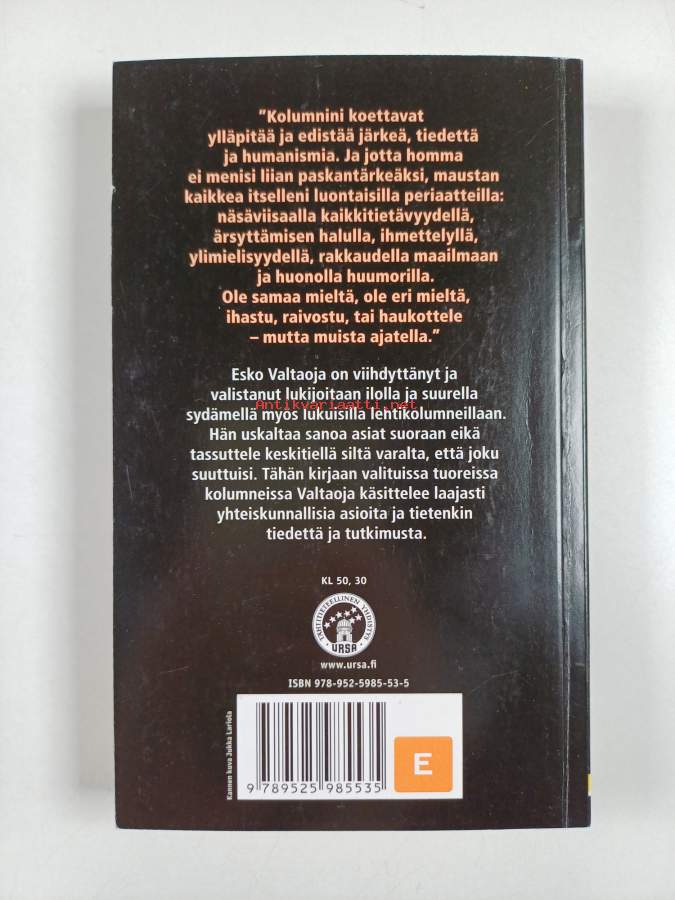 ”Kolumnini koettavat
ylläpitää ja edistää järkeä, tiedettä
ja humanismia. Ja jotta homma
ei menisi liian paskantärkeäksi, maustan
kaikkea itselleni luontaisilla periaatteilla:
näsäviisaalla kaikkitietävyydellä,
ärsyttämisen halulla, ihmettelyllä,
ylimielisyydellä, rakkaudella maailmaan
ja huonolla huumorilla.
Ole samaa mieltä, ole eri mieltä,
ihastu, raivostu, tai haukottele
– mutta muista ajatella.”
Esko Valtaoja on viihdyttänyt ja
valistanut lukijoitaan ilolla ja suurella
Antikvariaatti.net
sydämellä myös lukuisilla lehtikolumneillaan.
Hän uskaltaa sanoa asiat suoraan eikä
tassuttele keskitiellä siltä varalta, että joku
suuttuisi. Tähän kirjaan valituissa tuoreissa
kolumneissa Valtaoja käsittelee laajasti
yhteiskunnallisia asioita ja tietenkin
tiedettä ja tutkimusta.
KL 50, 30
TÄHTITIETEELLINEN YHDISTYS
URSA
www.ursa.fi
ISBN 978-952-5985-53-5
Kannen kuva Jukka Lariola
E
9 789525 985535